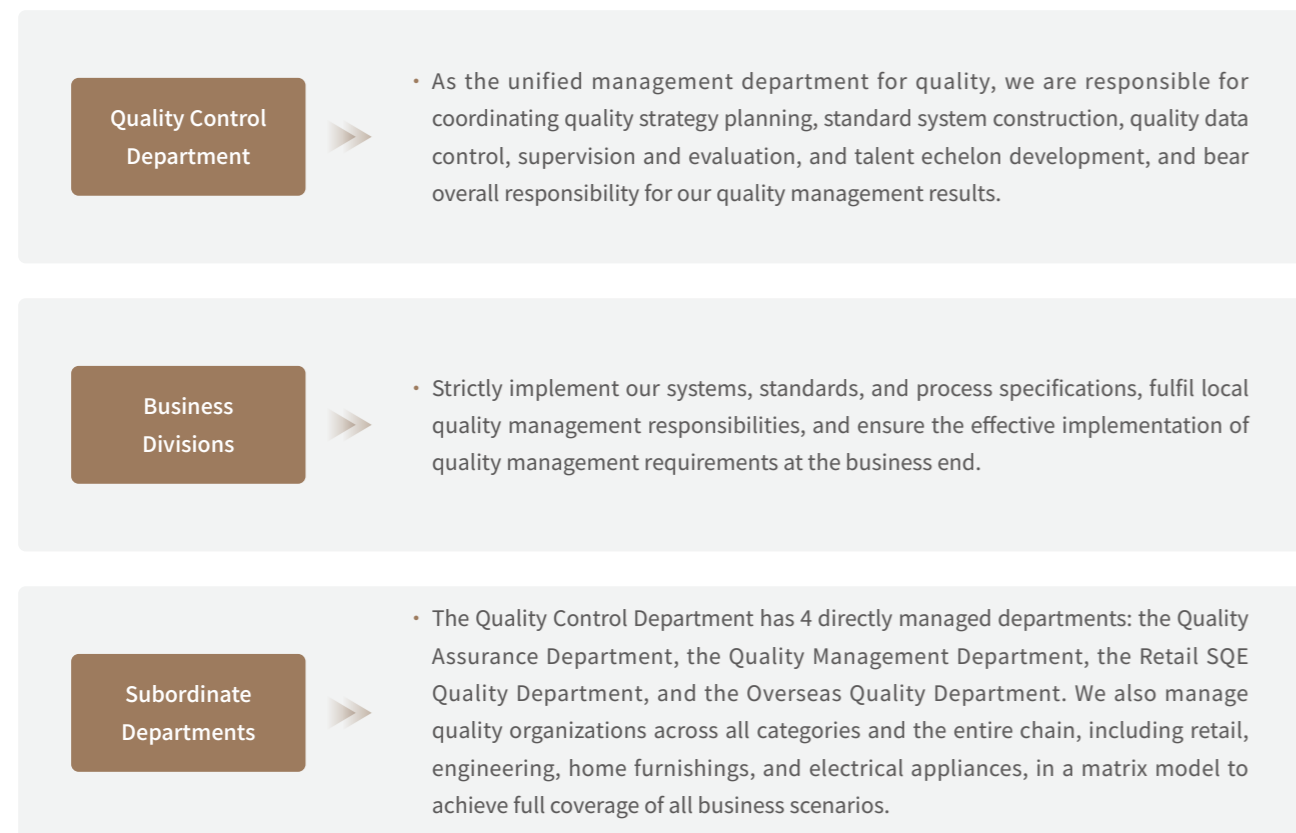 Quality Control
Department
• As the unified management department for quality, we are responsible for
coordinating quality strategy planning, standard system construction, quality data
control, supervision and evaluation, and talent echelon development, and bear
overall responsibility for our quality management results.
Business
Divisions
• Strictly implement our systems, standards, and process specifications, fulfil local
quality management responsibilities, and ensure the effective implementation of
quality management requirements at the business end.
Subordinate
Departments
• The Quality Control Department has 4 directly managed departments: the Quality
Assurance Department, the Quality Management Department, the Retail SQE
Quality Department, and the Overseas Quality Department. We also manage
quality organizations across all categories and the entire chain, including retail,
engineering, home furnishings, and electrical appliances, in a matrix model to
achieve full coverage of all business scenarios.